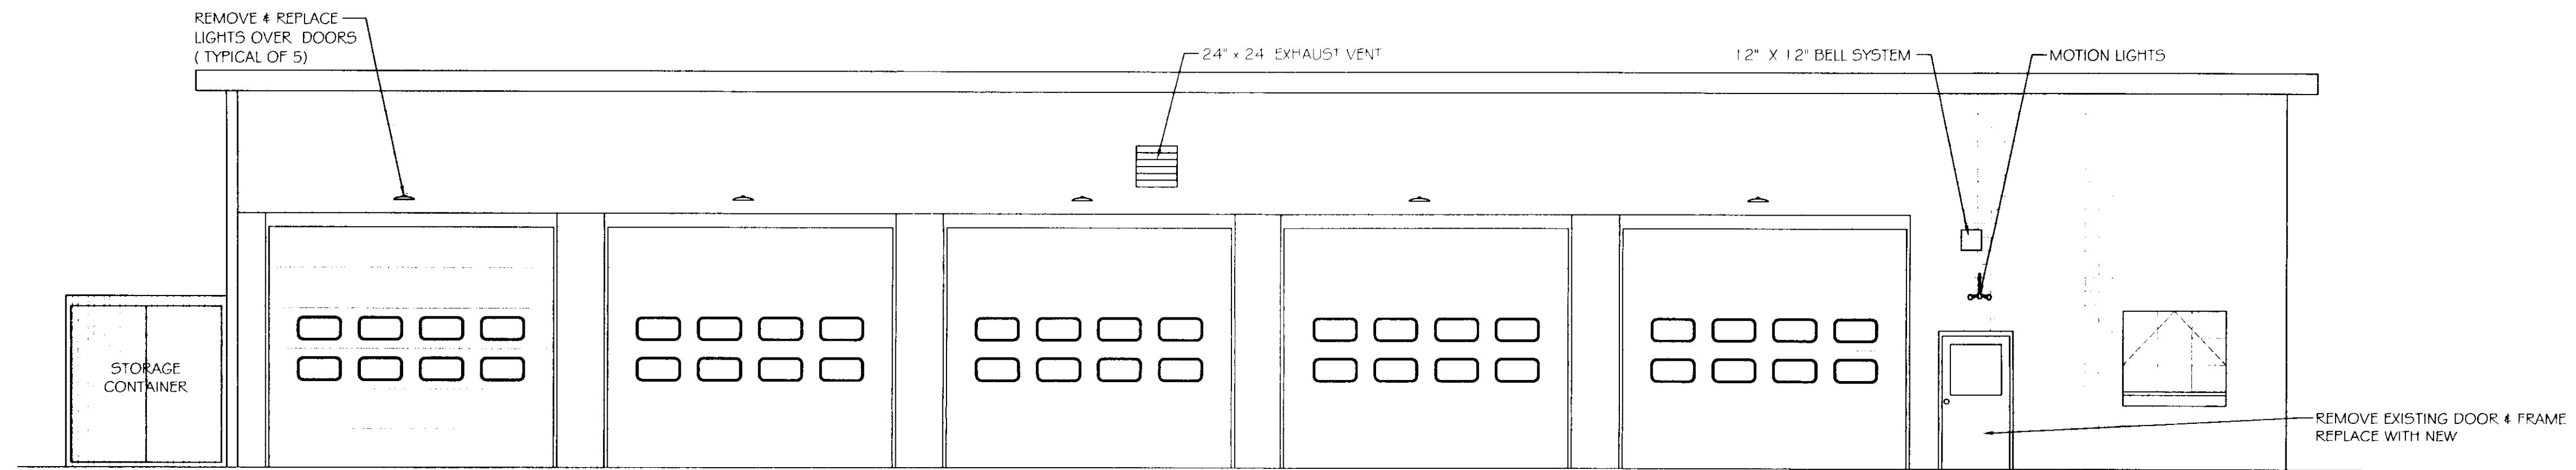 REMOVE & REPLACE
LIGHTS OVER DOORS
( TYPICAL OF 5)
24" x 24 EXHAUST VENT
12" X 12" BELL SYSTEM
MOTION LIGHTS
STORAGE
CONTAINER
REMOVE EXISTING DOOR & FRAME
REPLACE WITH NEW